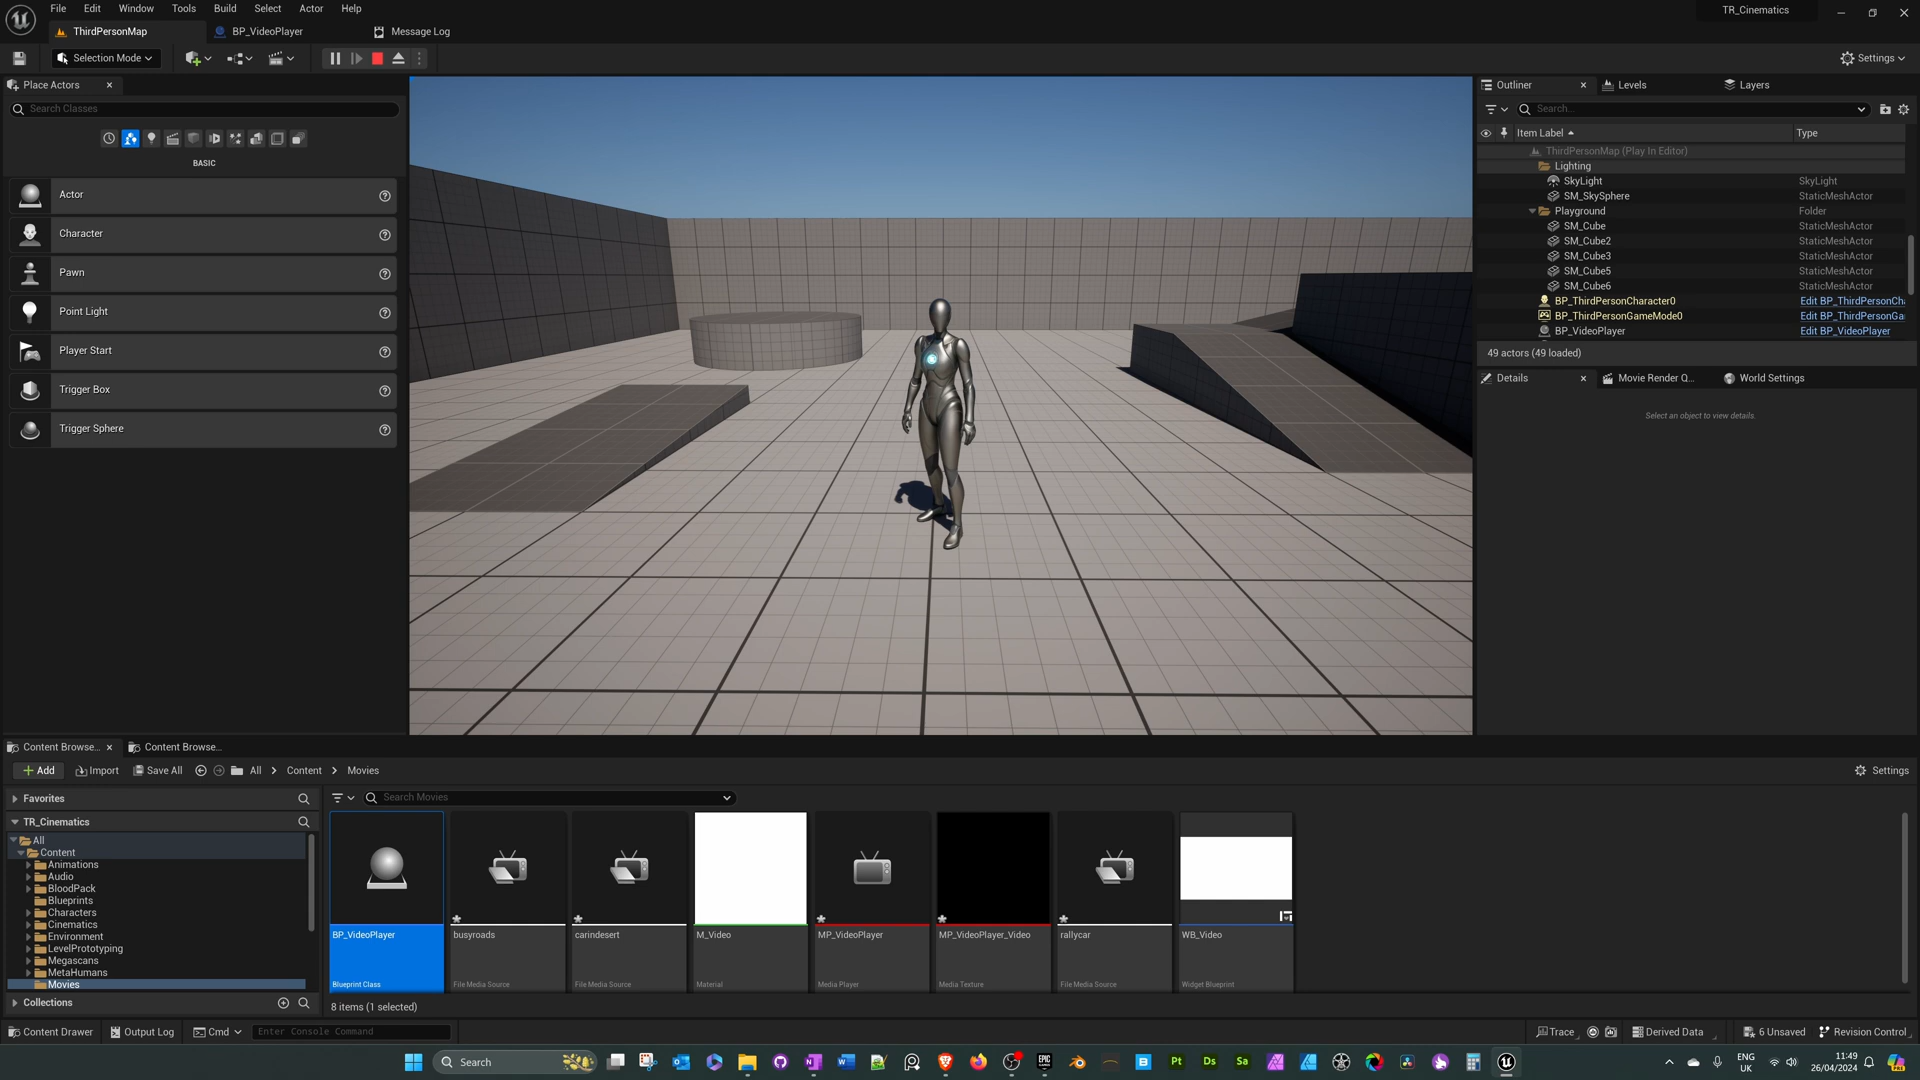 File Edit Window Tools Build Select Actor Help
TR_Cinematics
ThirdPersonMap
BP_VideoPlayer
Message Log
Selection Mode
Settings
Place Actors
Search Classes
BASIC
Actor
Character
Pawn
Point Light
Player Start
Trigger Box
Trigger Sphere
Outliner
Levels
Layers
Search...
Item Label
Type
ThirdPersonMap (Play In Editor)
Lighting
SkyLight SkyLight
SM_SkySphere StaticMeshActor
Playground Folder
SM_Cube StaticMeshActor
SM_Cube2 StaticMeshActor
SM_Cube3 StaticMeshActor
SM_Cube5 StaticMeshActor
SM_Cube6 StaticMeshActor
BP_ThirdPersonCharacter0 Edit BP_ThirdPersonCh
BP_ThirdPersonGameMode0 Edit BP_ThirdPersonGa
BP_VideoPlayer Edit BP_VideoPlayer
49 actors (49 loaded)
Details
Movie Render Q...
World Settings
Select an object to view details.
Content Browse...
Content Browse...
Add Import Save All All Content Movies
Settings
Favorites
TR_Cinematics
All
Content
Animations
Audio
BloodPack
Blueprints
Characters
Cinematics
Environment
LevelPrototyping
Megascans
MetaHumans
Movies
Collections
Search Movies
BP_VideoPlayer
Blueprint Class
busyroads
File Media Source
carindesert
File Media Source
M_Video
Material
MP_VideoPlayer
Media Player
MP_VideoPlayer_Video
Media Texture
rallycar
File Media Source
WB_Video
Widget Blueprint
8 items (1 selected)
Content Drawer Output Log Cmd Enter Console Command
Trace Derived Data 6 Unsaved Revision Control
Search
Pt Ds Sa
ENG
UK
11:49
26/04/2024